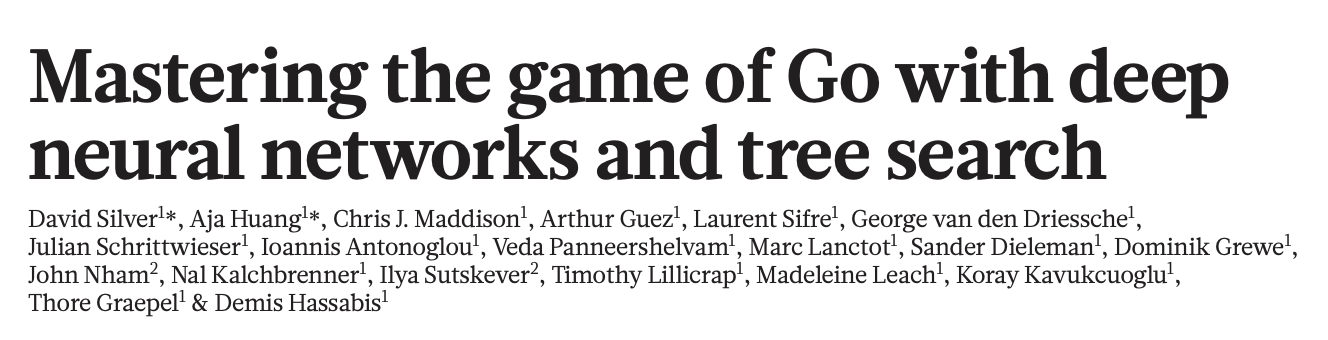 Mastering the game of Go with deep
neural networks and tree search
David Silver¹*, Aja Huang¹*, Chris J. Maddison¹, Arthur Guez¹, Laurent Sifre¹, George van den Driessche¹,
Julian Schrittwieser¹, Ioannis Antonoglou¹, Veda Panneershelvam¹, Marc Lanctot¹, Sander Dieleman¹, Dominik Grewe¹,
John Nham², Nal Kalchbrenner¹, Ilya Sutskever², Timothy Lillicrap¹, Madeleine Leach¹, Koray Kavukcuoglu¹,
Thore Graepel¹ & Demis Hassabis¹